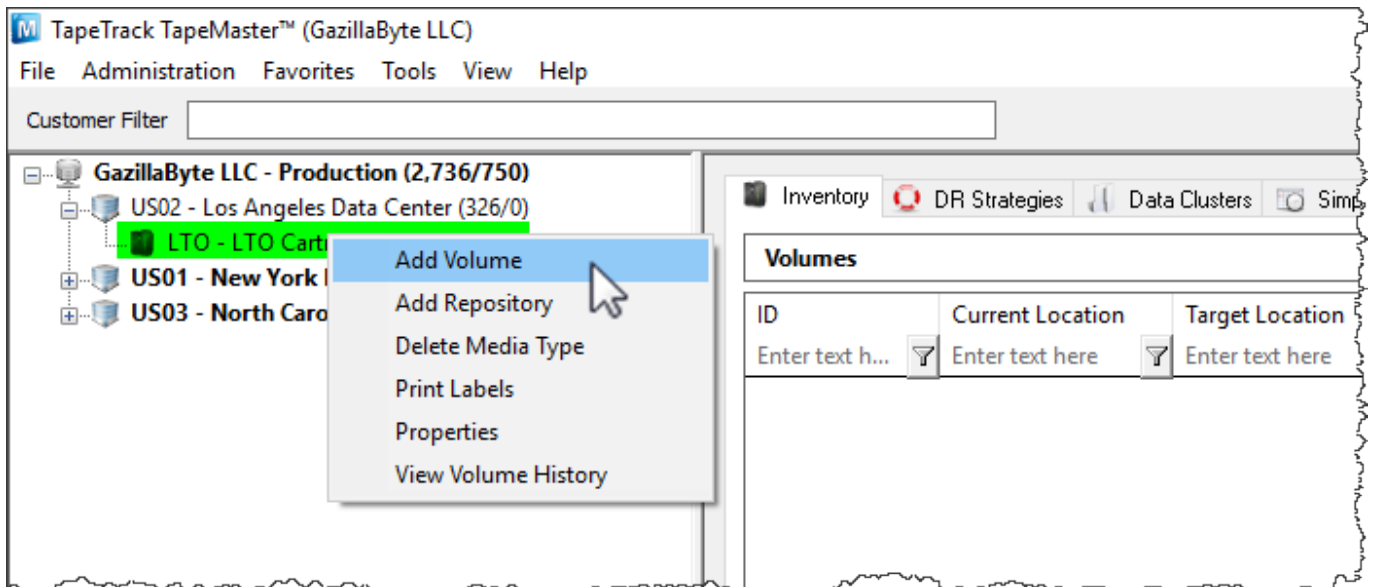 TapeTrack TapeMaster™ (GazillaByte LLC)
File Administration Favorites Tools View Help
Customer Filter
GazillaByte LLC - Production (2,736/750)
US02 - Los Angeles Data Center (326/0)
LTO - LTO
US01 - New York
US03 - North
Add Volume
Add Repository
Delete Media Type
Print Labels
Properties
View Volume History
Inventory DR Strategies Data Clusters
Volumes
ID Current Location Target Location
Enter text h... Enter text here Enter text here